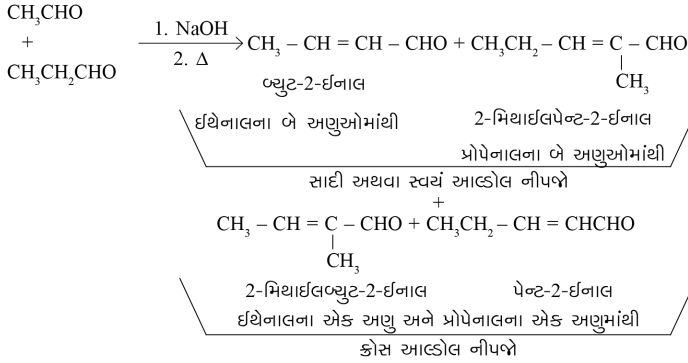 CH₃CHO
+
CH₃CH₂CHO
1. NaOH
2. Δ
CH₃ – CH = CH – CHO + CH₃CH₂ – CH = C – CHO
CH₃
બ્યુટ-2-ઈનાલ
ઈથેનાલના બે અણુઓમાંથી
2-મિથાઈલપેન્ટ-2-ઈનાલ
પ્રોપેનાલના બે અણુઓમાંથી
સાદી અથવા સ્વયં આલ્ડોલ નીપજો
+
CH₃ – CH = C – CHO + CH₃CH₂ – CH = CHCHO
CH₃
2-મિથાઈલબ્યુટ-2-ઈનાલ પેન્ટ-2-ઈનાલ
ઈથેનાલના એક અણુ અને પ્રોપેનાલના એક અણુમાંથી
ક્રોસ આલ્ડોલ નીપજો